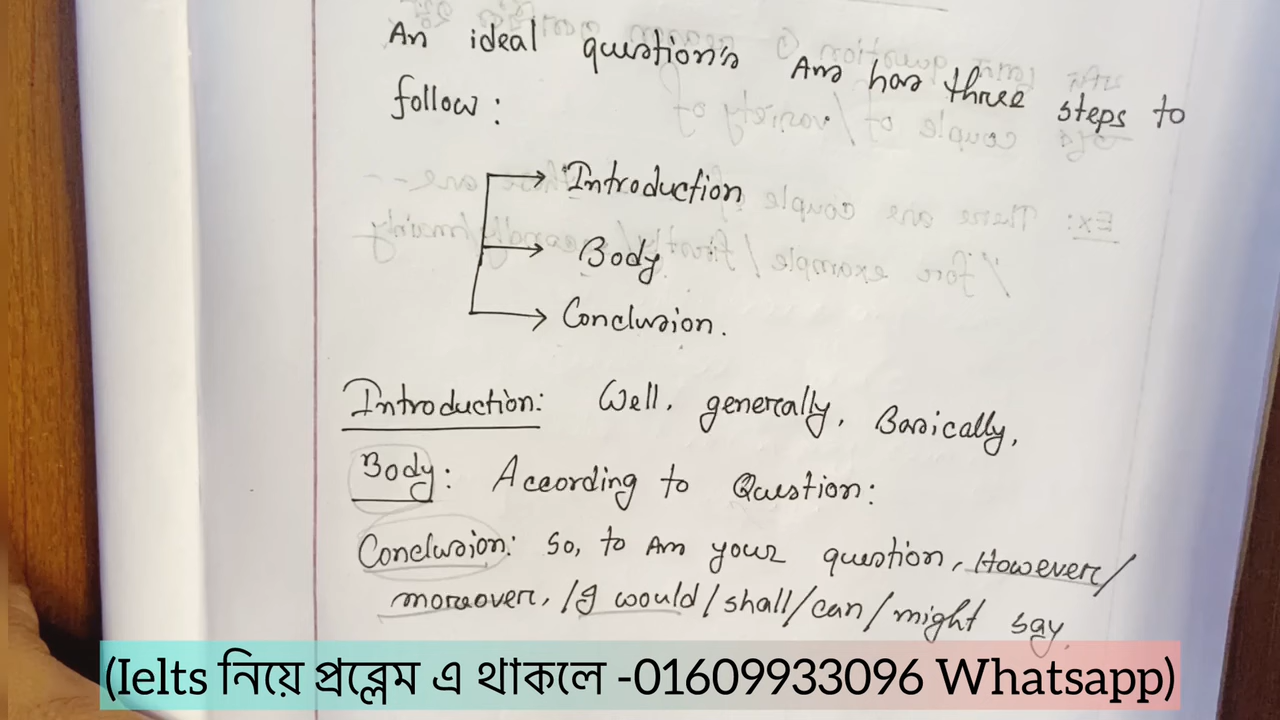 An ideal question's Ans has three steps to
follow:
Introduction
Body
Conclusion.
Introduction: Well, generally, Basically,
Body: According to Question:
Conclusion: So, to Ans your question, However/
moreover, /I would/shall/can/might say
(Ielts নিয়ে প্রব্লেম এ থাকলে -01609933096 Whatsapp)